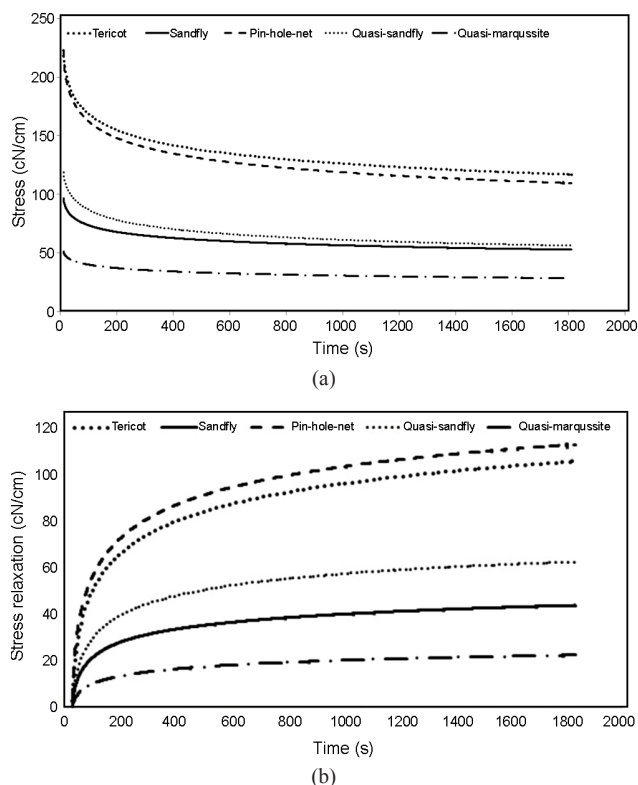 250
Tericot Sandfly Pin-hole-net Quasi-sandfly Quasi-marqussite
200
150
100
50
0
Stress (cN/cm)
0 200 400 600 800 1000 1200 1400 1600 1800 2000
Time (s)
(a)
120
Tericot Sandfly Pin-hole-net Quasi-sandfly Quasi-marqussite
100
80
60
40
20
0
Stress relaxation (cN/cm)
0 200 400 600 800 1000 1200 1400 1600 1800 2000
Time (s)
(b)